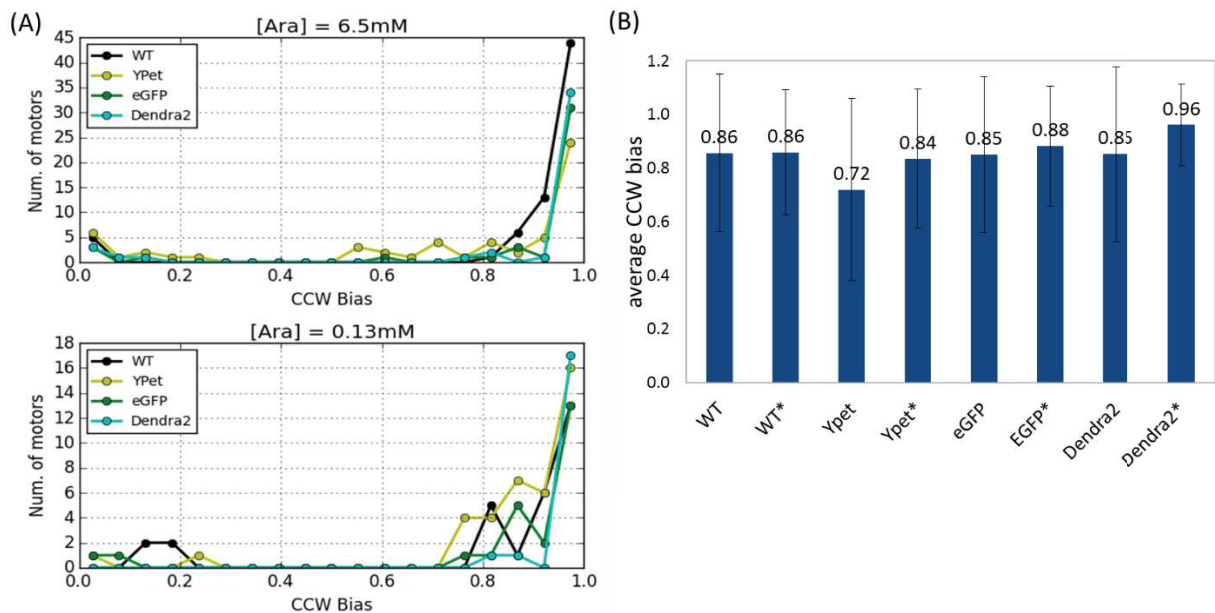 (A)
[Ara] = 6.5mM
WT
YPet
eGFP
Dendra2
Num. of motors
45
40
35
30
25
20
15
10
5
0
0.0 0.2 0.4 0.6 0.8 1.0
CCW Bias
[Ara] = 0.13mM
WT
YPet
eGFP
Dendra2
Num. of motors
18
16
14
12
10
8
6
4
2
0
0.0 0.2 0.4 0.6 0.8 1.0
CCW Bias
(B)
average CCW bias
1.2
1.0
0.8
0.6
0.4
0.2
0.0
0.86 0.86 0.72 0.84 0.85 0.88 0.85 0.96
WT WT* Ypet Ypet* eGFP EGFP* Dendra2 Dendra2*